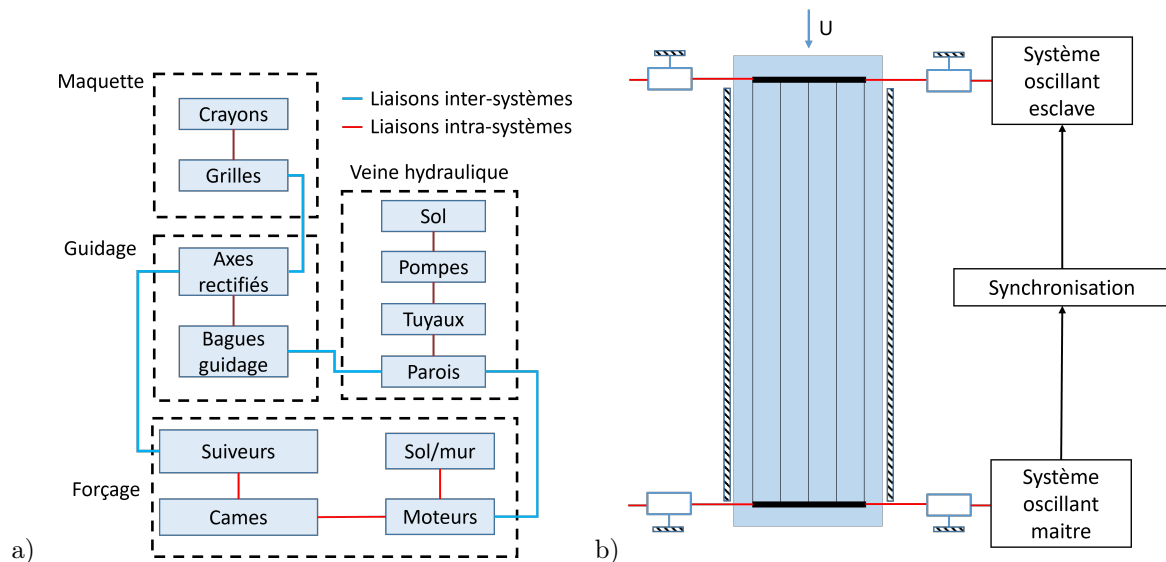 Maquette
Crayons
Grilles
Liaisons inter-systèmes
Liaisons intra-systèmes
Veine hydraulique
Sol
Pompes
Tuyaux
Parois
Guidage
Axes
rectifiés
Bagues
guidage
Forçage
Suiveurs
Sol/mur
Cames
Moteurs
a)
U
Système
oscillant
esclave
Synchronisation
Système
oscillant
maitre
b)